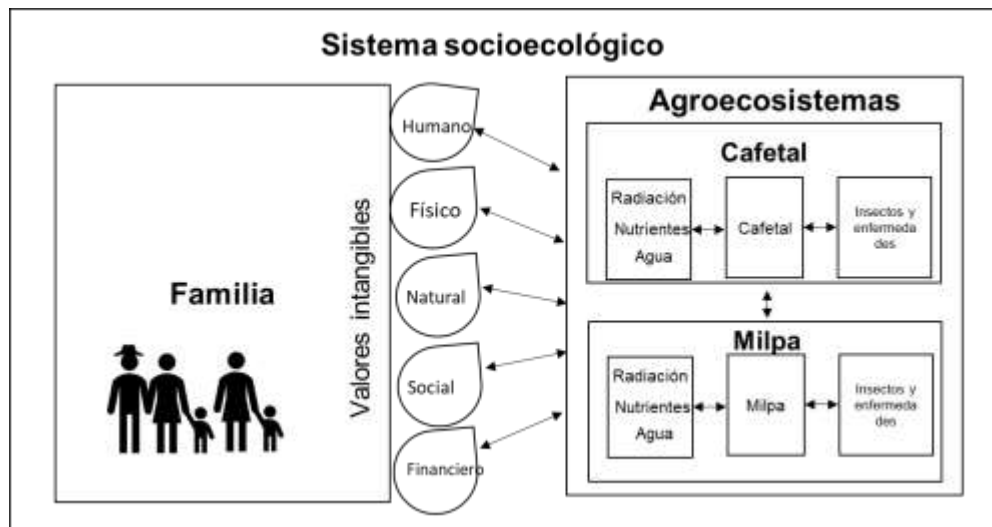 Sistema socioecológico
Familia
Valores intangibles
Humano
Físico
Natural
Social
Financiero
Agroecosistemas
Cafetal
Radiación
Nutrientes
Agua
Cafetal
Insectos y
enfermeda
des
Milpa
Radiación
Nutrientes
Agua
Milpa
Insectos y
enfermeda
des